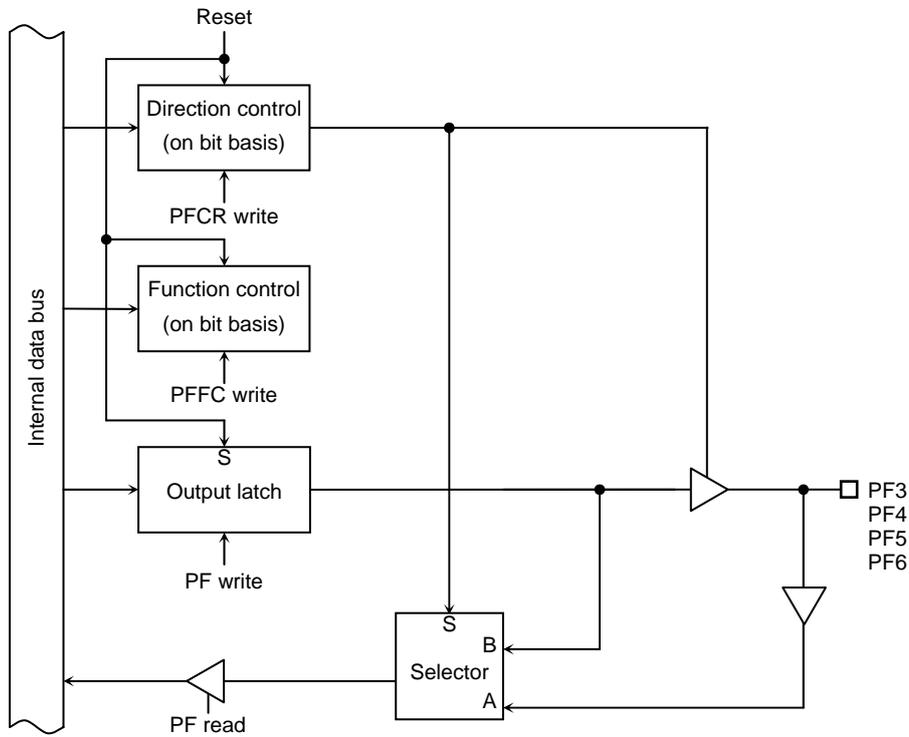 Reset
Direction control
(on bit basis)
PFCR write
Function control
(on bit basis)
PFFC write
Internal data bus
S
Output latch
PF write
PF3
PF4
PF5
PF6
S
B
Selector
A
PF read